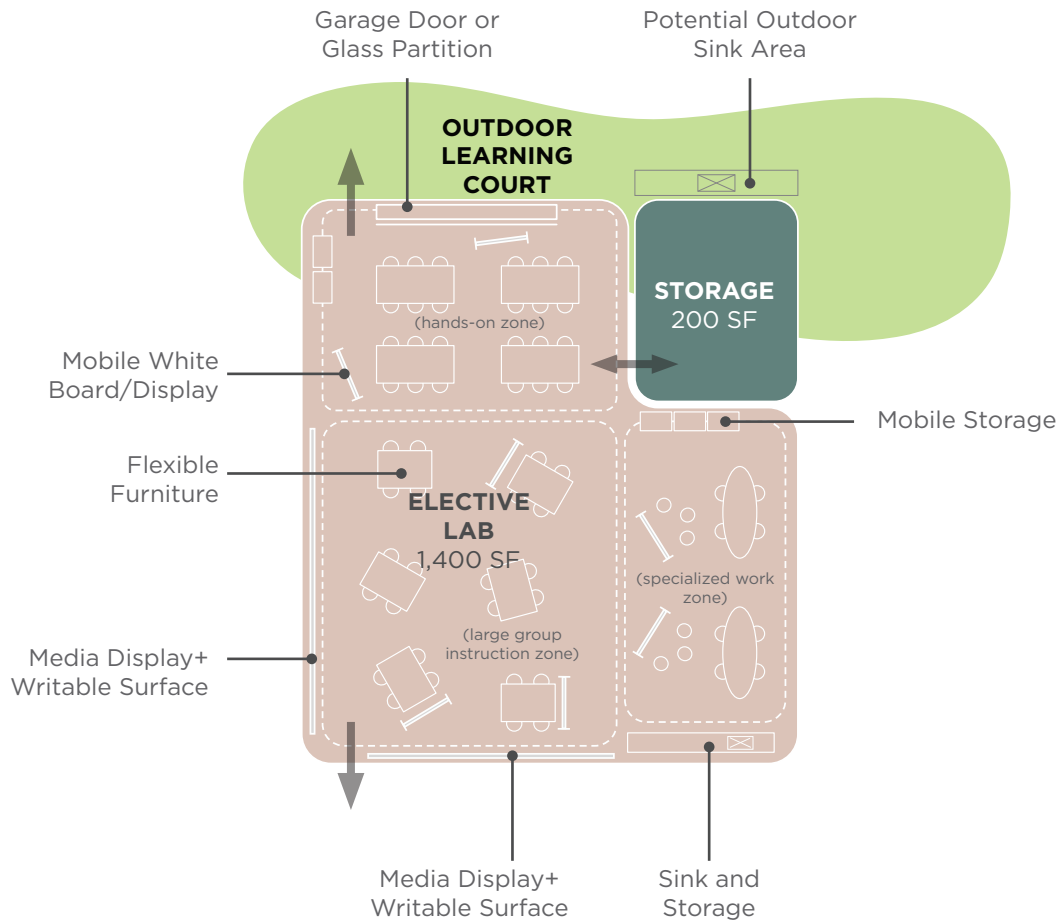 Garage Door or
Glass Partition
Potential Outdoor
Sink Area
OUTDOOR
LEARNING
COURT
STORAGE
200 SF
(hands-on zone)
Mobile White
Board/Display
Mobile Storage
Flexible
Furniture
ELECTIVE
LAB
1,400 SF
(specialized work
zone)
(large group
instruction zone)
Media Display+
Writable Surface
Media Display+
Writable Surface
Sink and
Storage